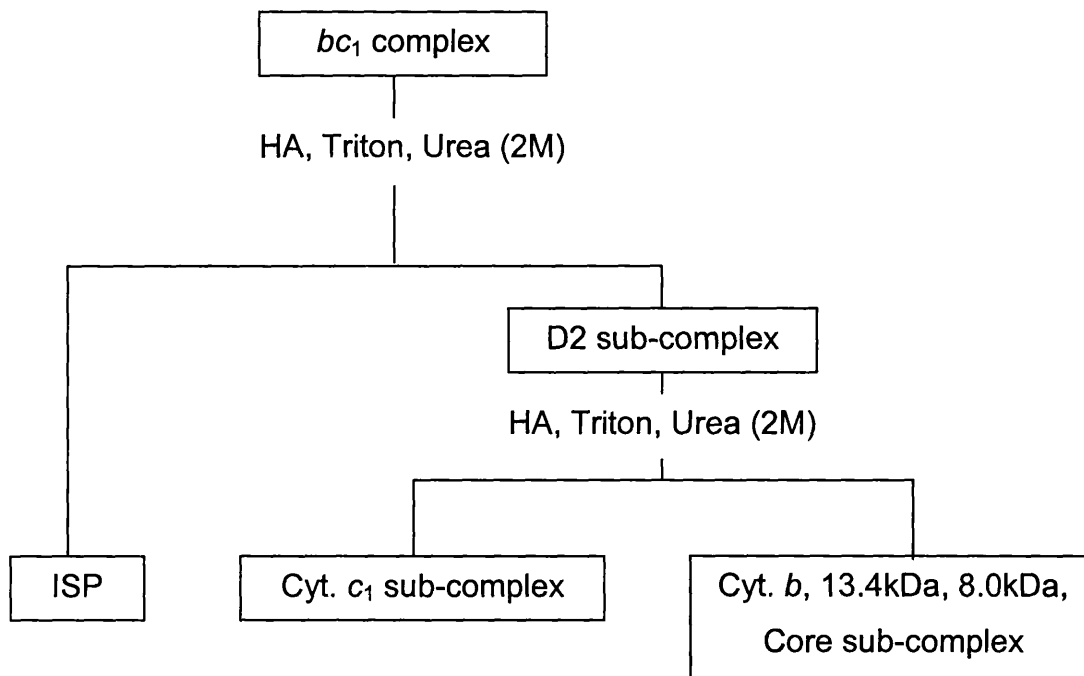 bc₁ complex
HA, Triton, Urea (2M)
D2 sub-complex
HA, Triton, Urea (2M)
ISP
Cyt. c₁ sub-complex
Cyt. b, 13.4kDa, 8.0kDa,
Core sub-complex